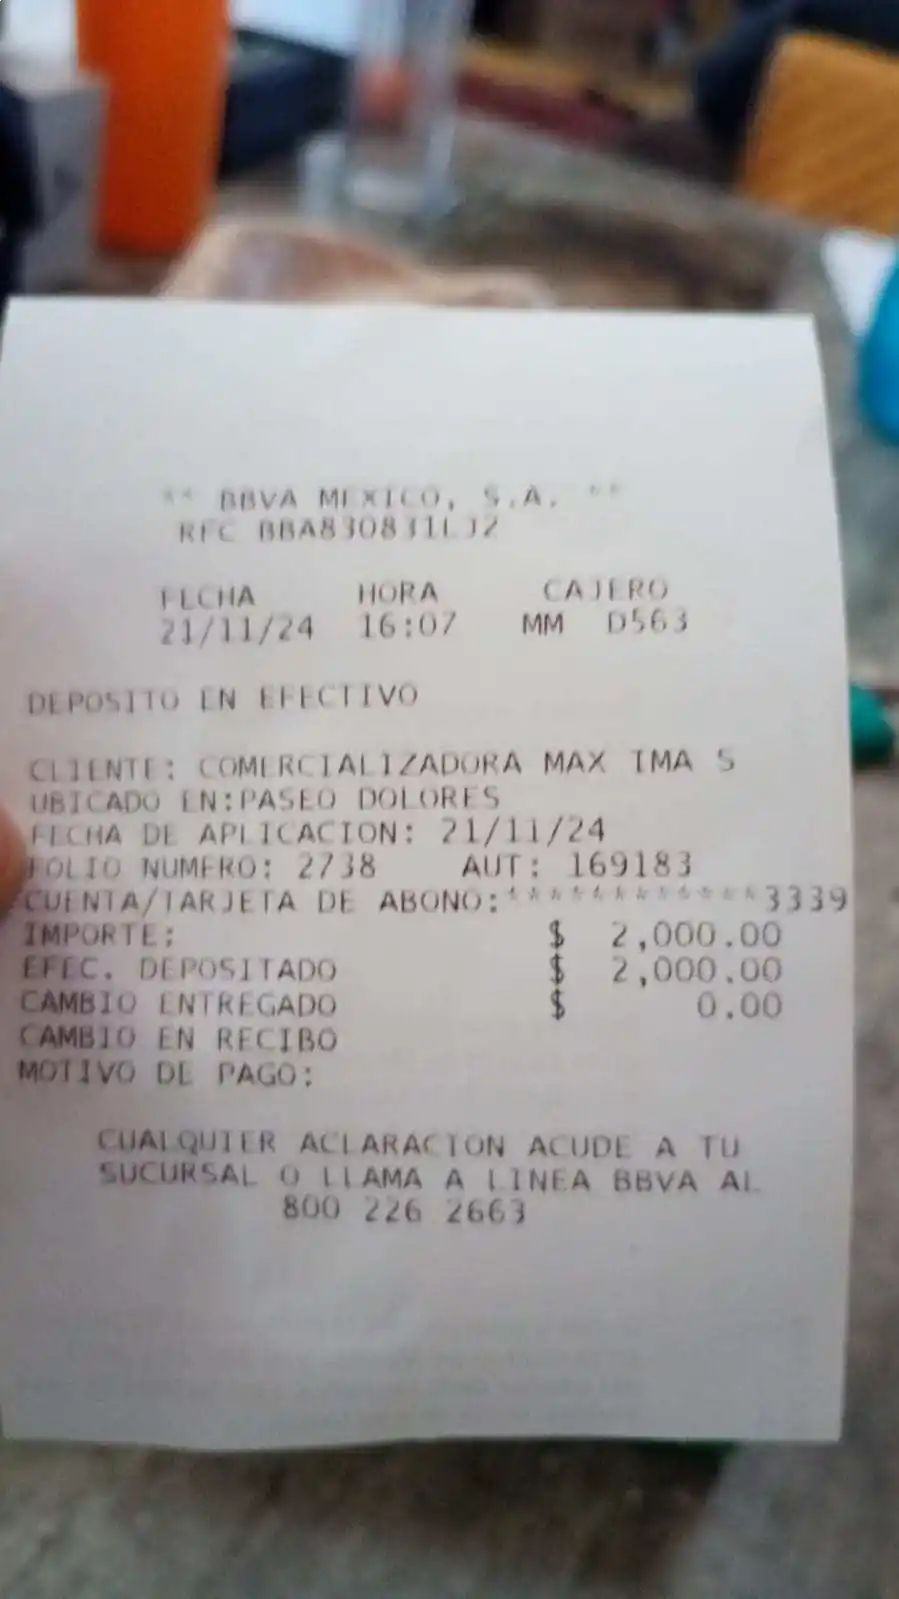 ** BBVA MEXICO, S.A. **
RFC BBA830831LJ2
FECHA HORA CAJERO
21/11/24 16:07 MM D563
DEPOSITO EN EFECTIVO
CLIENTE: COMERCIALIZADORA MAX IMA S
UBICADO EN:PASEO DOLORES
FECHA DE APLICACION: 21/11/24
FOLIO NUMERO: 2738 AUT: 169183
CUENTA/TARJETA DE ABONO:************3339
IMPORTE: $ 2,000.00
EFEC. DEPOSITADO $ 2,000.00
CAMBIO ENTREGADO $ 0.00
CAMBIO EN RECIBO
MOTIVO DE PAGO:
CUALQUIER ACLARACION ACUDE A TU
SUCURSAL O LLAMA A LINEA BBVA AL
800 226 2663